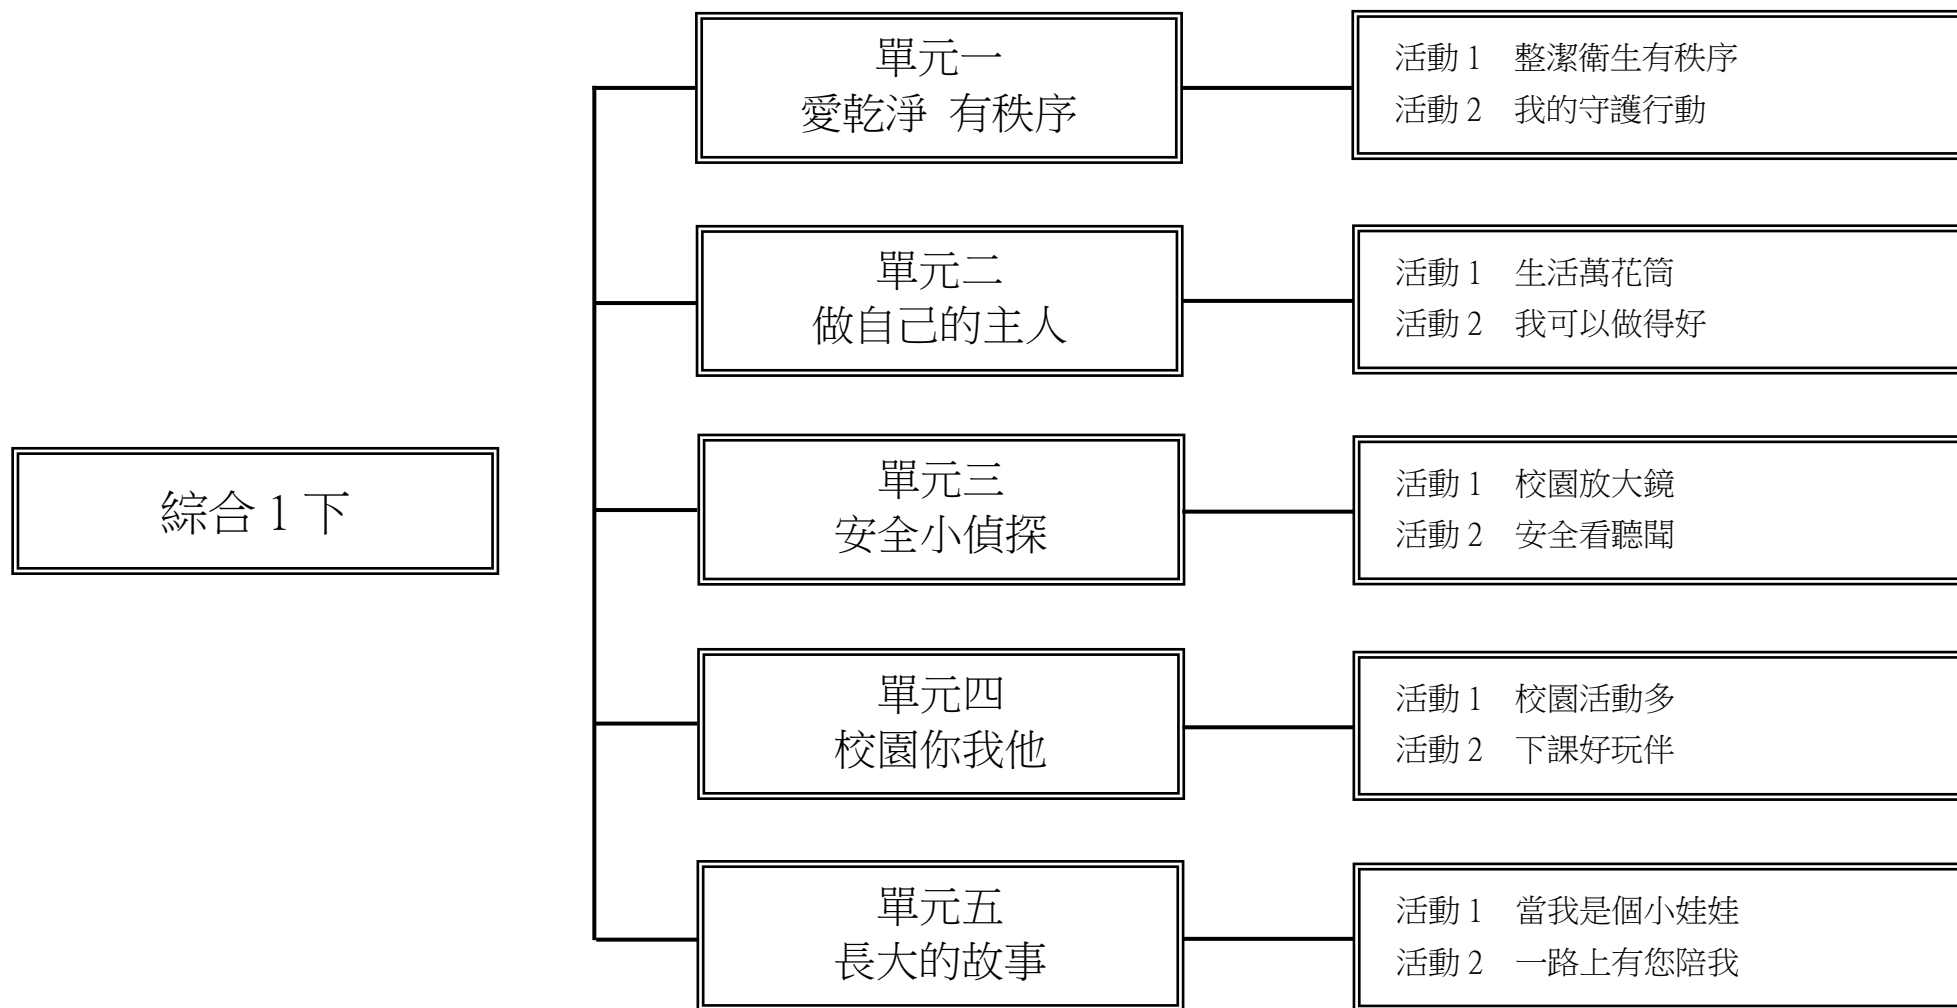 綜合 1 下
單元一
愛乾淨 有秩序
活動 1 整潔衛生有秩序
活動 2 我的守護行動
單元二
做自己的主人
活動 1 生活萬花筒
活動 2 我可以做得好
單元三
安全小偵探
活動 1 校園放大鏡
活動 2 安全看聽聞
單元四
校園你我他
活動 1 校園活動多
活動 2 下課好玩伴
單元五
長大的故事
活動 1 當我是個小娃娃
活動 2 一路上有您陪我